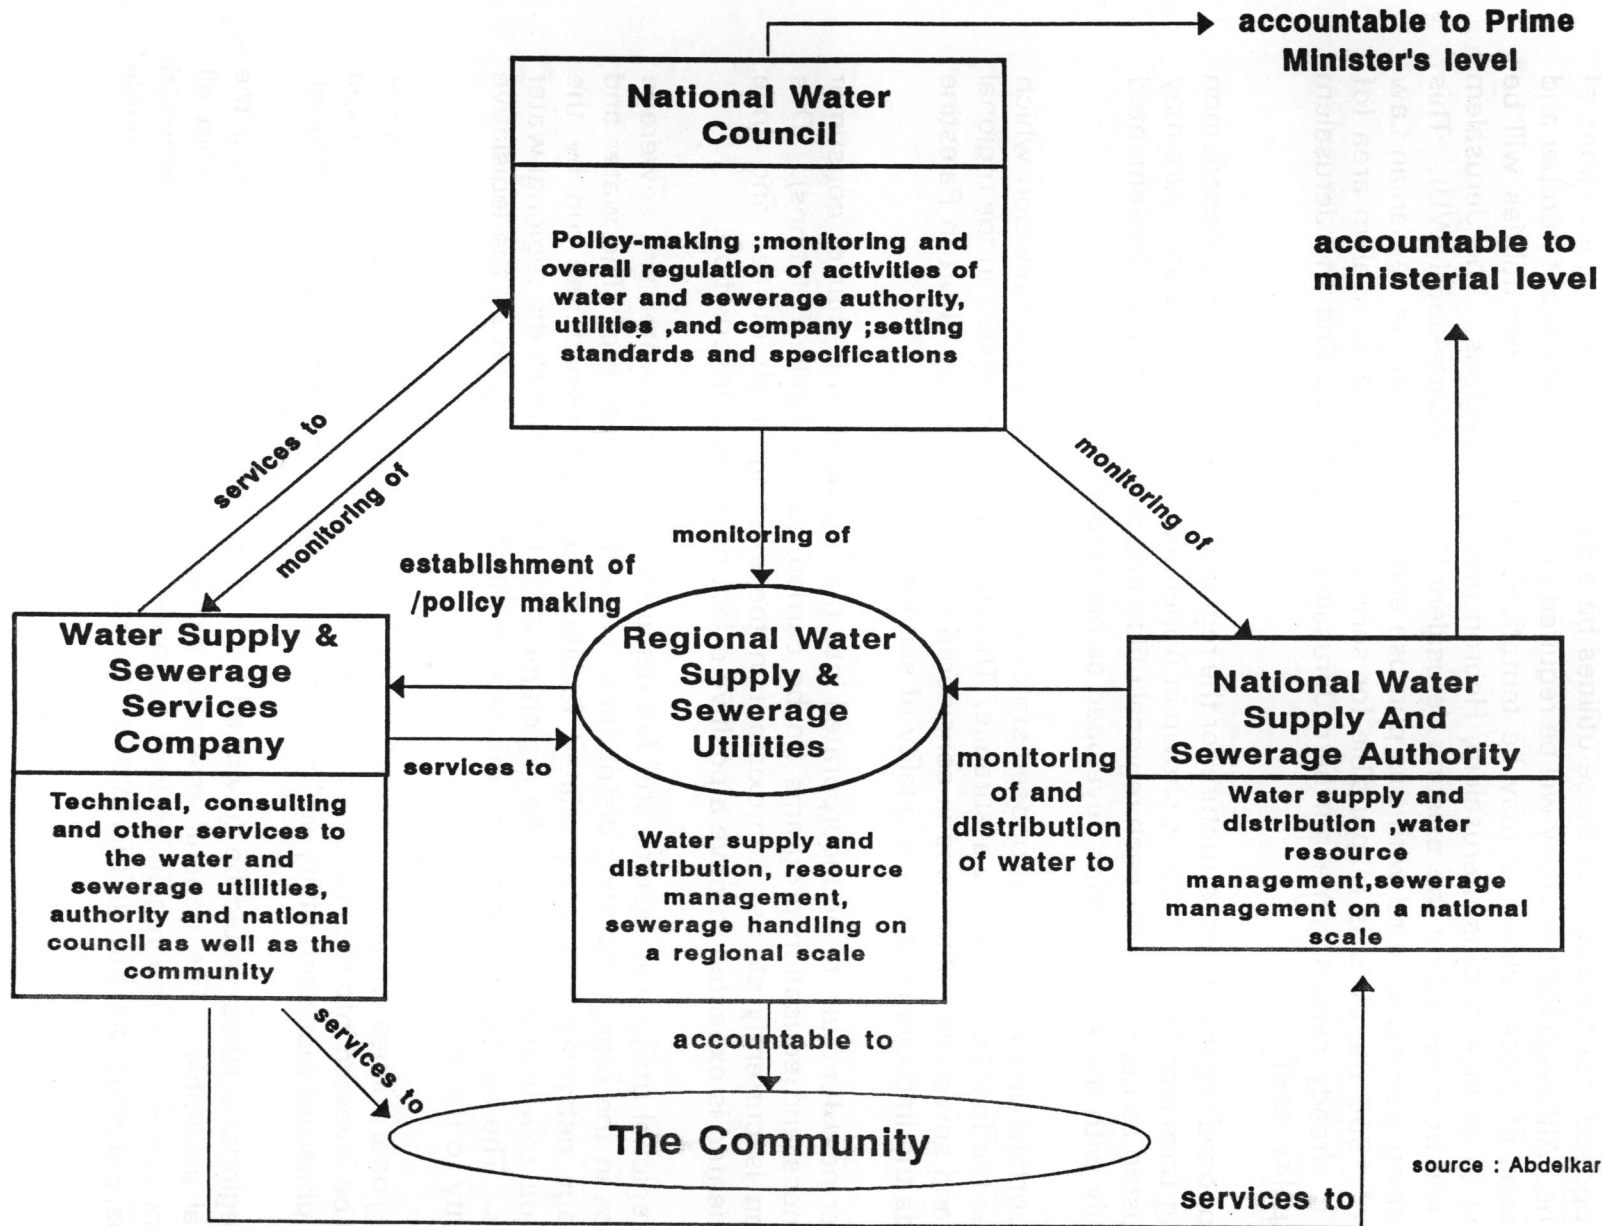 accountable to Prime
Minister's level
National Water
Council
Policy-making ;monitoring and
overall regulation of activities of
water and sewerage authority,
utilities ,and company ;setting
standards and specifications
accountable to
ministerial level
services to
monitoring of
monitoring of
monitoring of
establishment of
/policy making
Water Supply &
Sewerage
Services
Company
Technical, consulting
and other services to
the water and
sewerage utilities,
authority and national
council as well as the
community
services to
Regional Water
Supply &
Sewerage
Utilities
Water supply and
distribution, resource
management,
sewerage handling on
a regional scale
monitoring
of and
distribution
of water to
National Water
Supply And
Sewerage Authority
Water supply and
distribution ,water
resource
management,sewerage
management on a national
scale
services to
accountable to
The Community
source : Abdelkar
services to